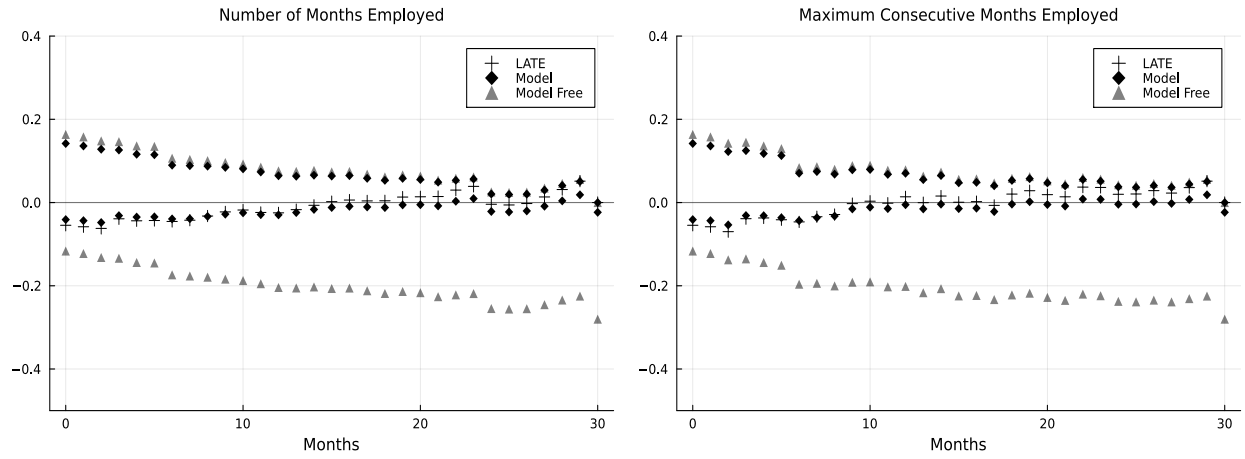 Number of Months Employed
0.4
0.2
0.0
−0.2
−0.4
LATE
Model
Model Free
0
10
20
30
Months
Maximum Consecutive Months Employed
0.4
0.2
0.0
−0.2
−0.4
LATE
Model
Model Free
0
10
20
30
Months